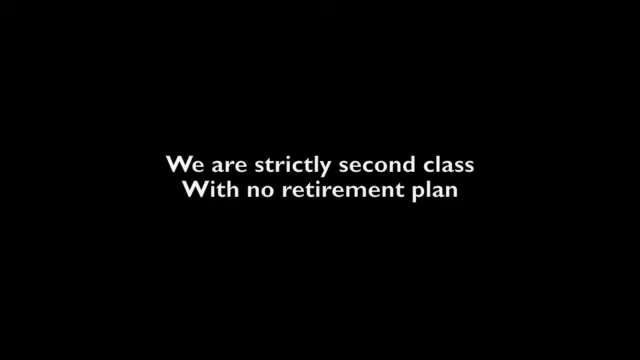 We are strictly second class
With no retirement plan